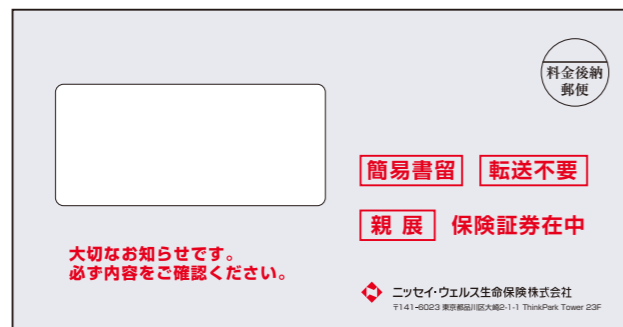 料金後納
郵便
簡易書留 転送不要
親展 保険証券在中
大切なお知らせです。
必ず内容をご確認ください。
ニッセイ・ウェルス生命保険株式会社
〒141-6023 東京都品川区大崎2-1-1 ThinkPark Tower 23F